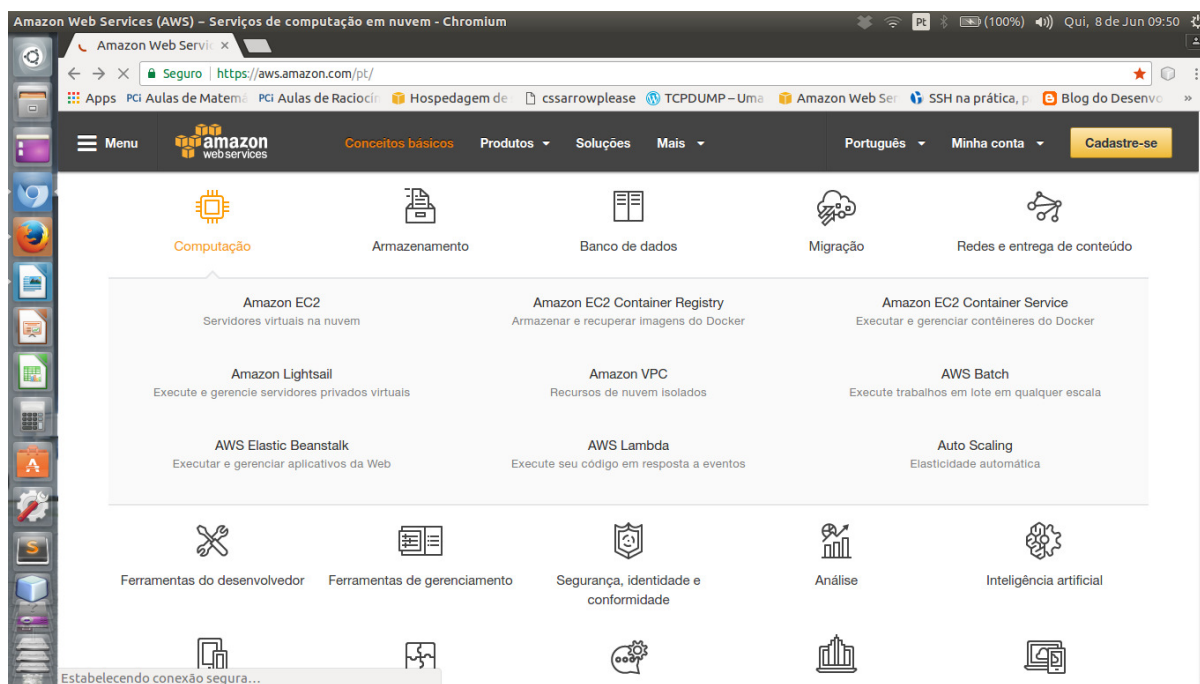 Amazon Web Services (AWS) – Serviços de computação em nuvem - Chromium
Pt (100%) Qui, 8 de Jun 09:50
Amazon Web Servic ×
Seguro | https://aws.amazon.com/pt/
Apps PCi Aulas de Matemá PCi Aulas de Raciocín Hospedagem de cssarrowplease TCPDUMP – Uma Amazon Web Ser SSH na prática, p Blog do Desenvo »
Menu amazon Conceitos básicos Produtos Soluções Mais Português Minha conta Cadastre-se
webservices
Computação Armazenamento Banco de dados Migração Redes e entrega de conteúdo
Amazon EC2 Amazon EC2 Container Registry Amazon EC2 Container Service
Servidores virtuais na nuvem Armazenar e recuperar imagens do Docker Executar e gerenciar contêineres do Docker
Amazon Lightsail Amazon VPC AWS Batch
Execute e gerencie servidores privados virtuais Recursos de nuvem isolados Execute trabalhos em lote em qualquer escala
AWS Elastic Beanstalk AWS Lambda Auto Scaling
Executar e gerenciar aplicativos da Web Execute seu código em resposta a eventos Elasticidade automática
Ferramentas do desenvolvedor Ferramentas de gerenciamento Segurança, identidade e Análise Inteligência artificial
conformidade
Estabelecendo conexão segura...